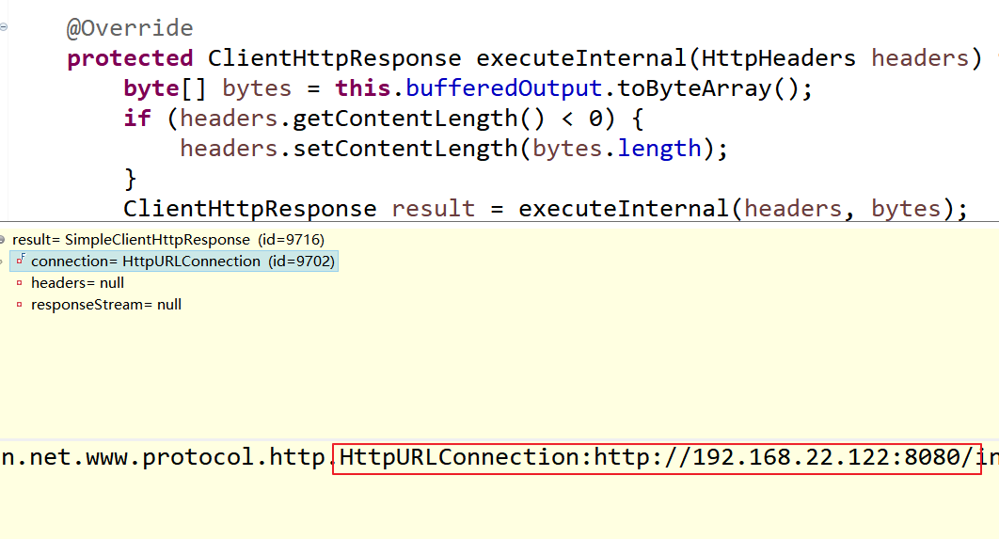 @Override
protected ClientHttpResponse executeInternal(HttpHeaders headers)
byte[] bytes = this.bufferedOutput.toByteArray();
if (headers.getContentLength() < 0) {
headers.setContentLength(bytes.length);
}
ClientHttpResponse result = executeInternal(headers, bytes);
result= SimpleClientHttpResponse (id=9716)
connection= HttpURLConnection (id=9702)
headers= null
responseStream= null
n.net.www.protocol.http.HttpURLConnection:http://192.168.22.122:8080/in